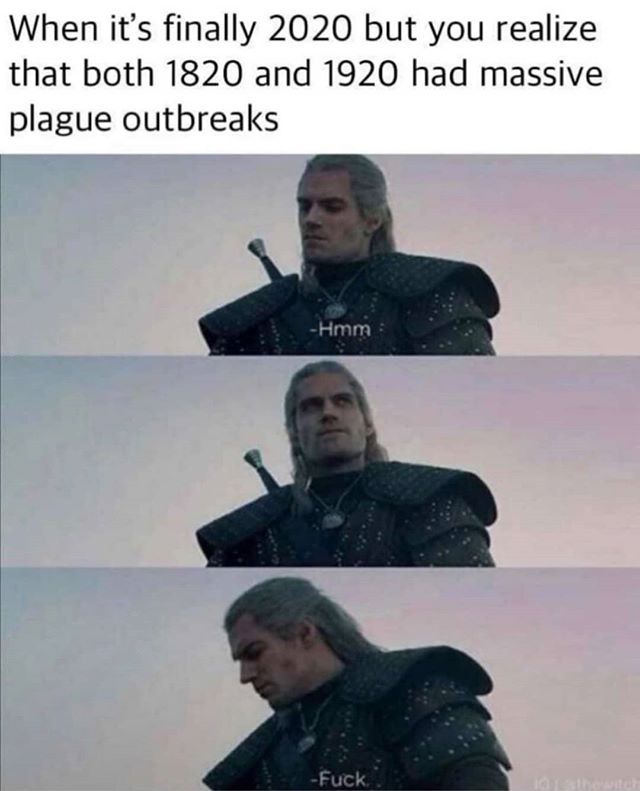 When it's finally 2020 but you realize
that both 1820 and 1920 had massive
plague outbreaks
-Hmm
-Fuck.